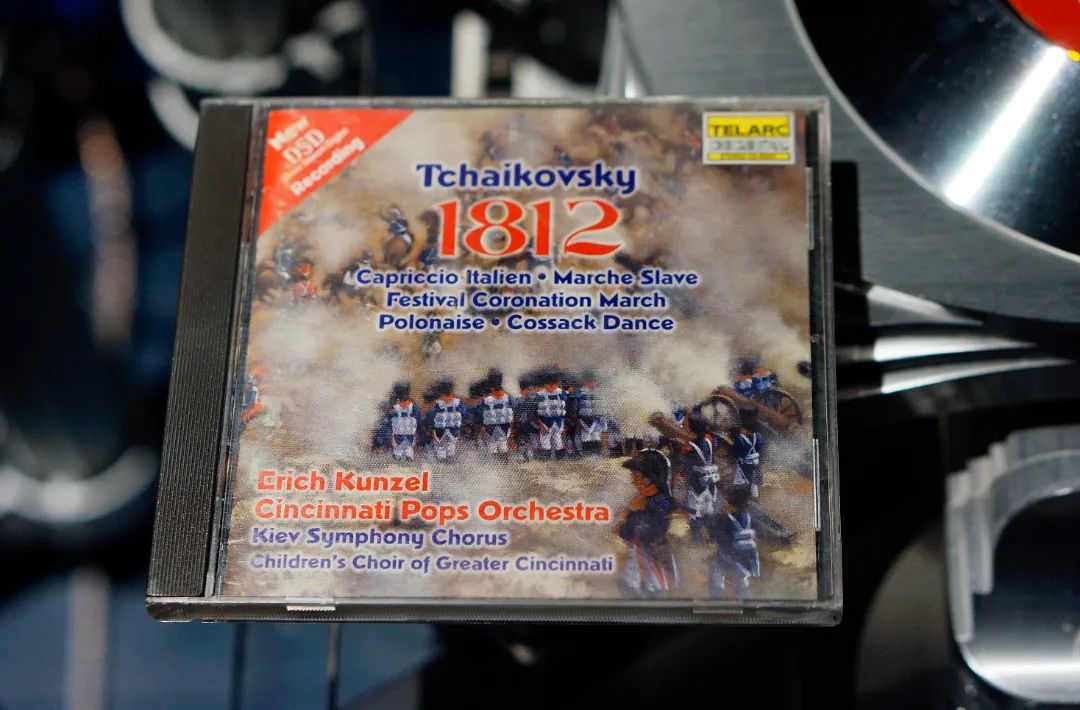 New
DSD
Recording
TELARC
DIGITAL
Tchaikovsky
1812
Capriccio Italien • Marche Slave
Festival Coronation March
Polonaise • Cossack Dance
Erich Kunzel
Cincinnati Pops Orchestra
Kiev Symphony Chorus
Children's Choir of Greater Cincinnati